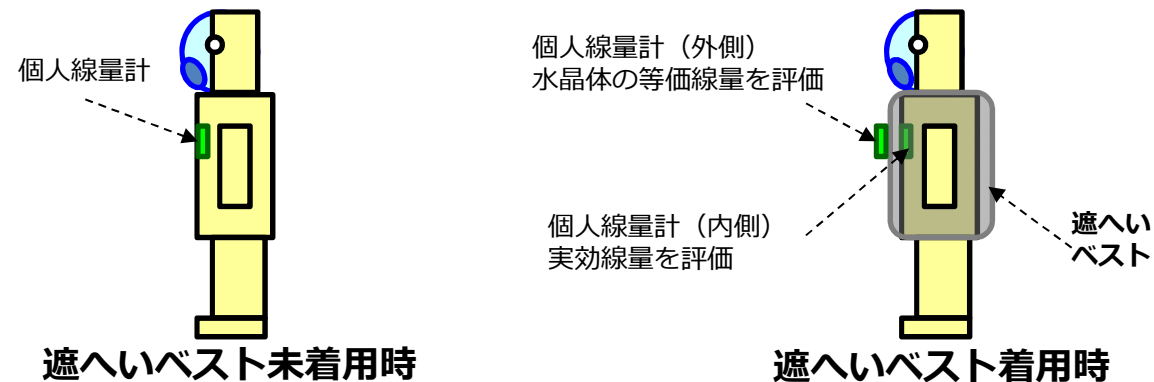 個人線量計
遮へいベスト未着用時
個人線量計（外側）
水晶体の等価線量を評価
個人線量計（内側）
実効線量を評価
遮へい
ベスト
遮へいベスト着用時